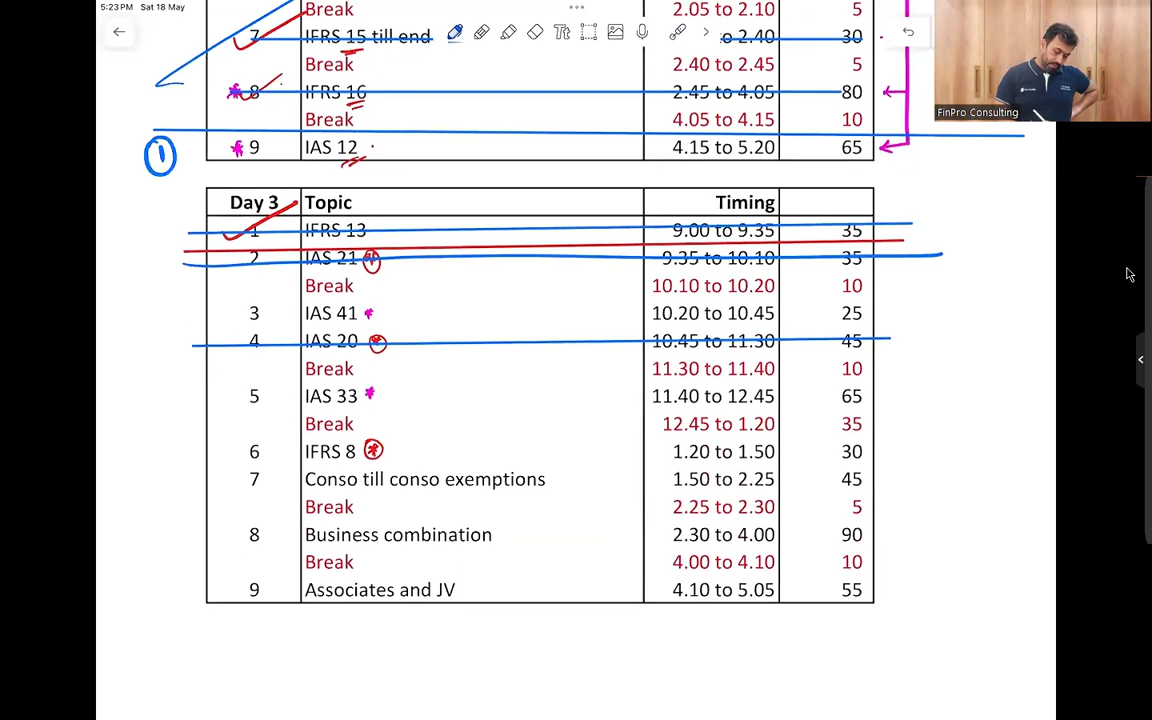 5:23 PM Sat 18 May
Break 2.05 to 2.10 5
7 IFRS 15 till end o 2.40 30
Break 2.40 to 2.45 5
8 IFRS 16 2.45 to 4.05 80
FinPro Consulting
Break 4.05 to 4.15 10
1
9 IAS 12 4.15 to 5.20 65
Day 3 Topic Timing
1 IFRS 13 9.00 to 9.35 35
2 IAS 21 9.35 to 10.10 35
Break 10.10 to 10.20 10
3 IAS 41 10.20 to 10.45 25
4 IAS 20 10.45 to 11.30 45
Break 11.30 to 11.40 10
5 IAS 33 11.40 to 12.45 65
Break 12.45 to 1.20 35
6 IFRS 8 1.20 to 1.50 30
7 Conso till conso exemptions 1.50 to 2.25 45
Break 2.25 to 2.30 5
8 Business combination 2.30 to 4.00 90
Break 4.00 to 4.10 10
9 Associates and JV 4.10 to 5.05 55